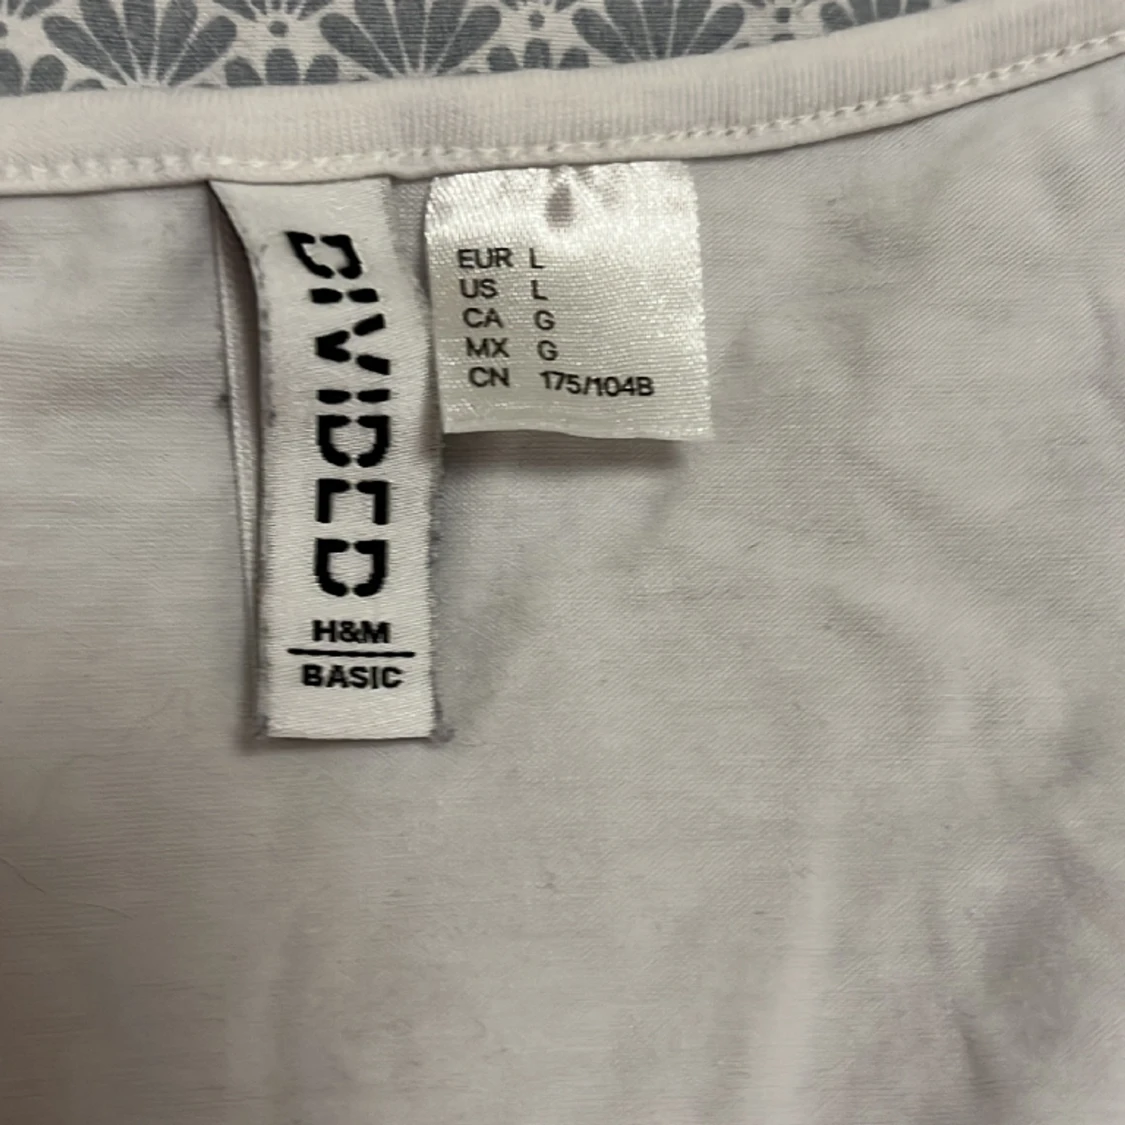 DIVIDED
H&M
BASIC
EUR L
US L
CA G
MX G
CN 175/104B